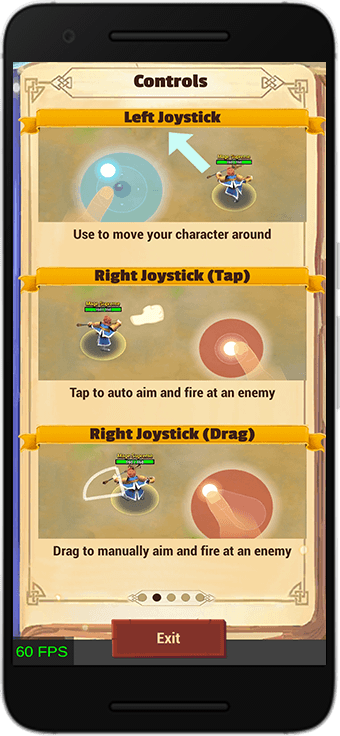 Controls
Left Joystick
Use to move your character around
Right Joystick (Tap)
Tap to auto aim and fire at an enemy
Right Joystick (Drag)
Drag to manually aim and fire at an enemy
Exit
60 FPS